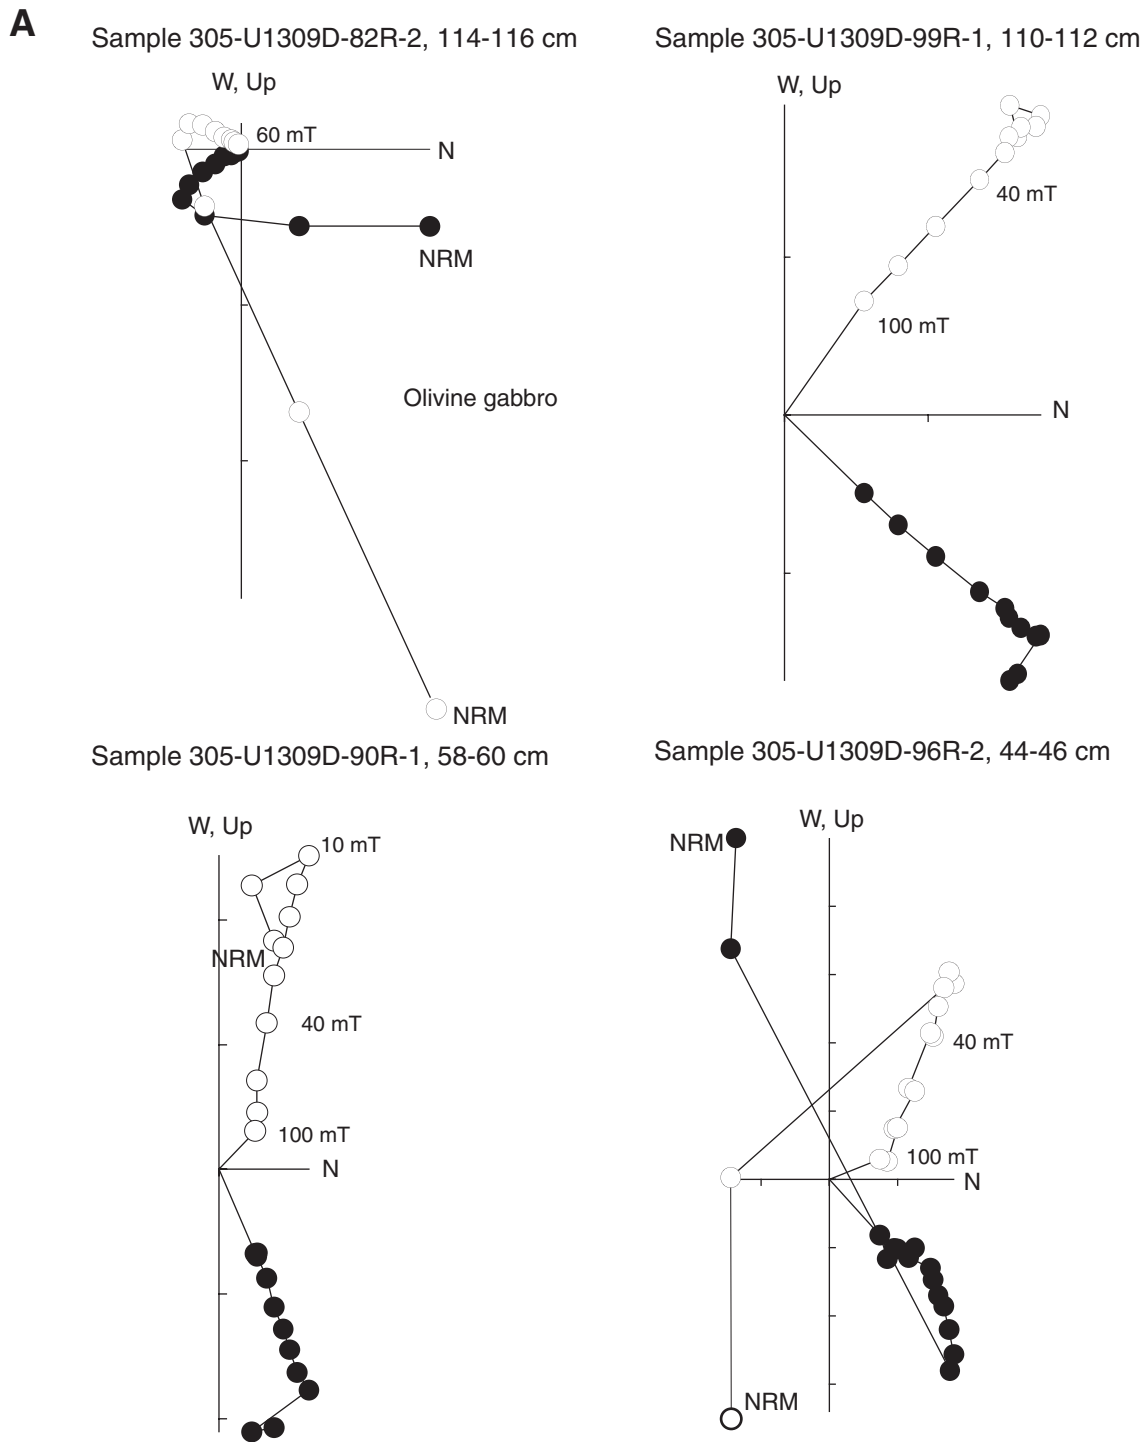 A
Sample 305-U1309D-82R-2, 114-116 cm
W, Up
60 mT
N
NRM
Olivine gabbro
NRM
Sample 305-U1309D-99R-1, 110-112 cm
W, Up
40 mT
100 mT
N
Sample 305-U1309D-90R-1, 58-60 cm
W, Up
10 mT
NRM
40 mT
100 mT
N
Sample 305-U1309D-96R-2, 44-46 cm
W, Up
NRM
40 mT
100 mT
N
NRM